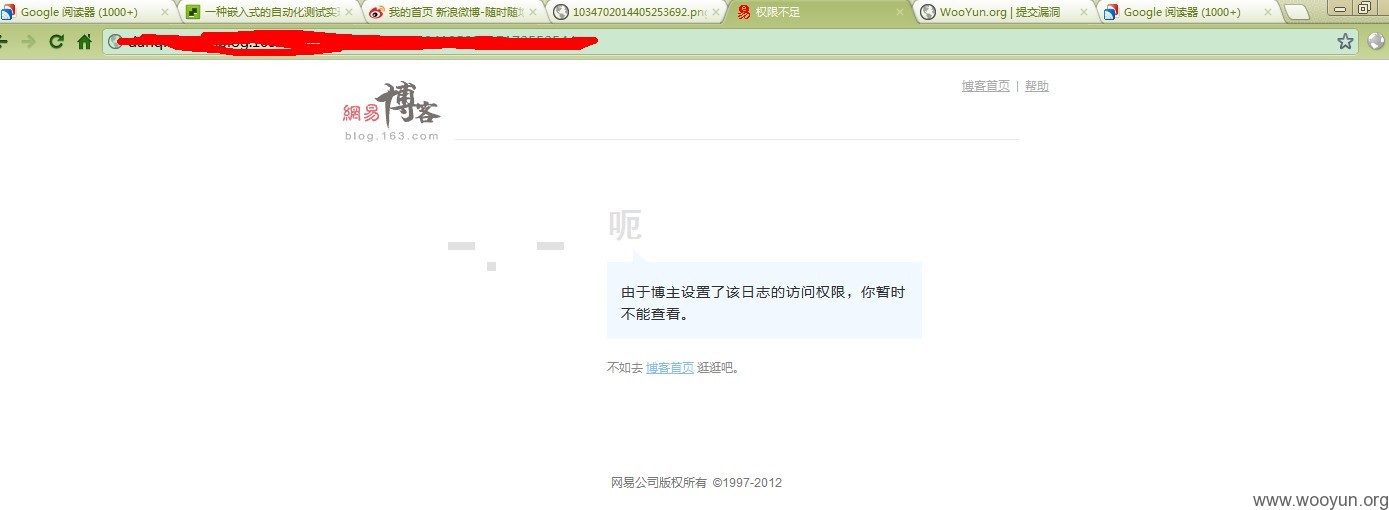 Google 阅读器 (1000+)
一种嵌入式的自动化测试实
我的首页 新浪微博-随时随
1034702014405253692.png
权限不足
WooYun.org | 提交漏洞
Google 阅读器 (1000+)
博客首页 | 帮助
網易博客
blog.163.com
呃
由于博主设置了该日志的访问权限，你暂时
不能查看。
不如去 博客首页 逛逛吧。
网易公司版权所有 ©1997-2012
www.wooyun.org